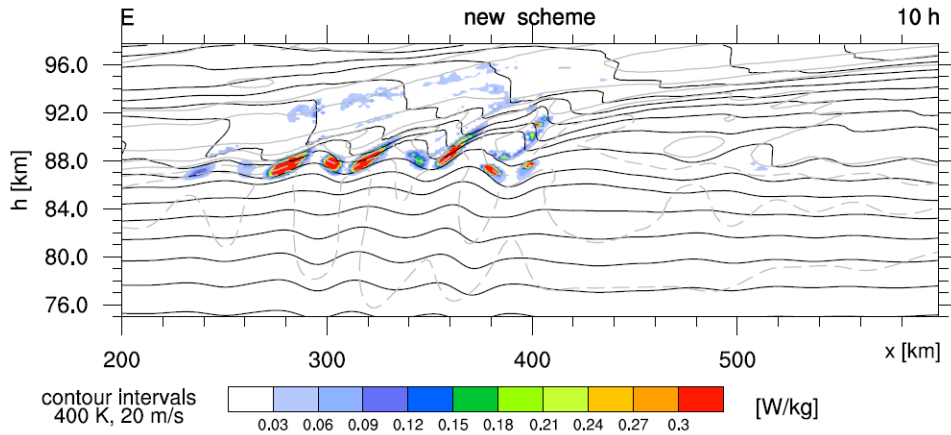 E new scheme 10 h
96.0
92.0
88.0
84.0
80.0
76.0
h [km]
200 300 400 500 x [km]
contour intervals
400 K, 20 m/s
[W/kg]
0.03 0.06 0.09 0.12 0.15 0.18 0.21 0.24 0.27 0.3